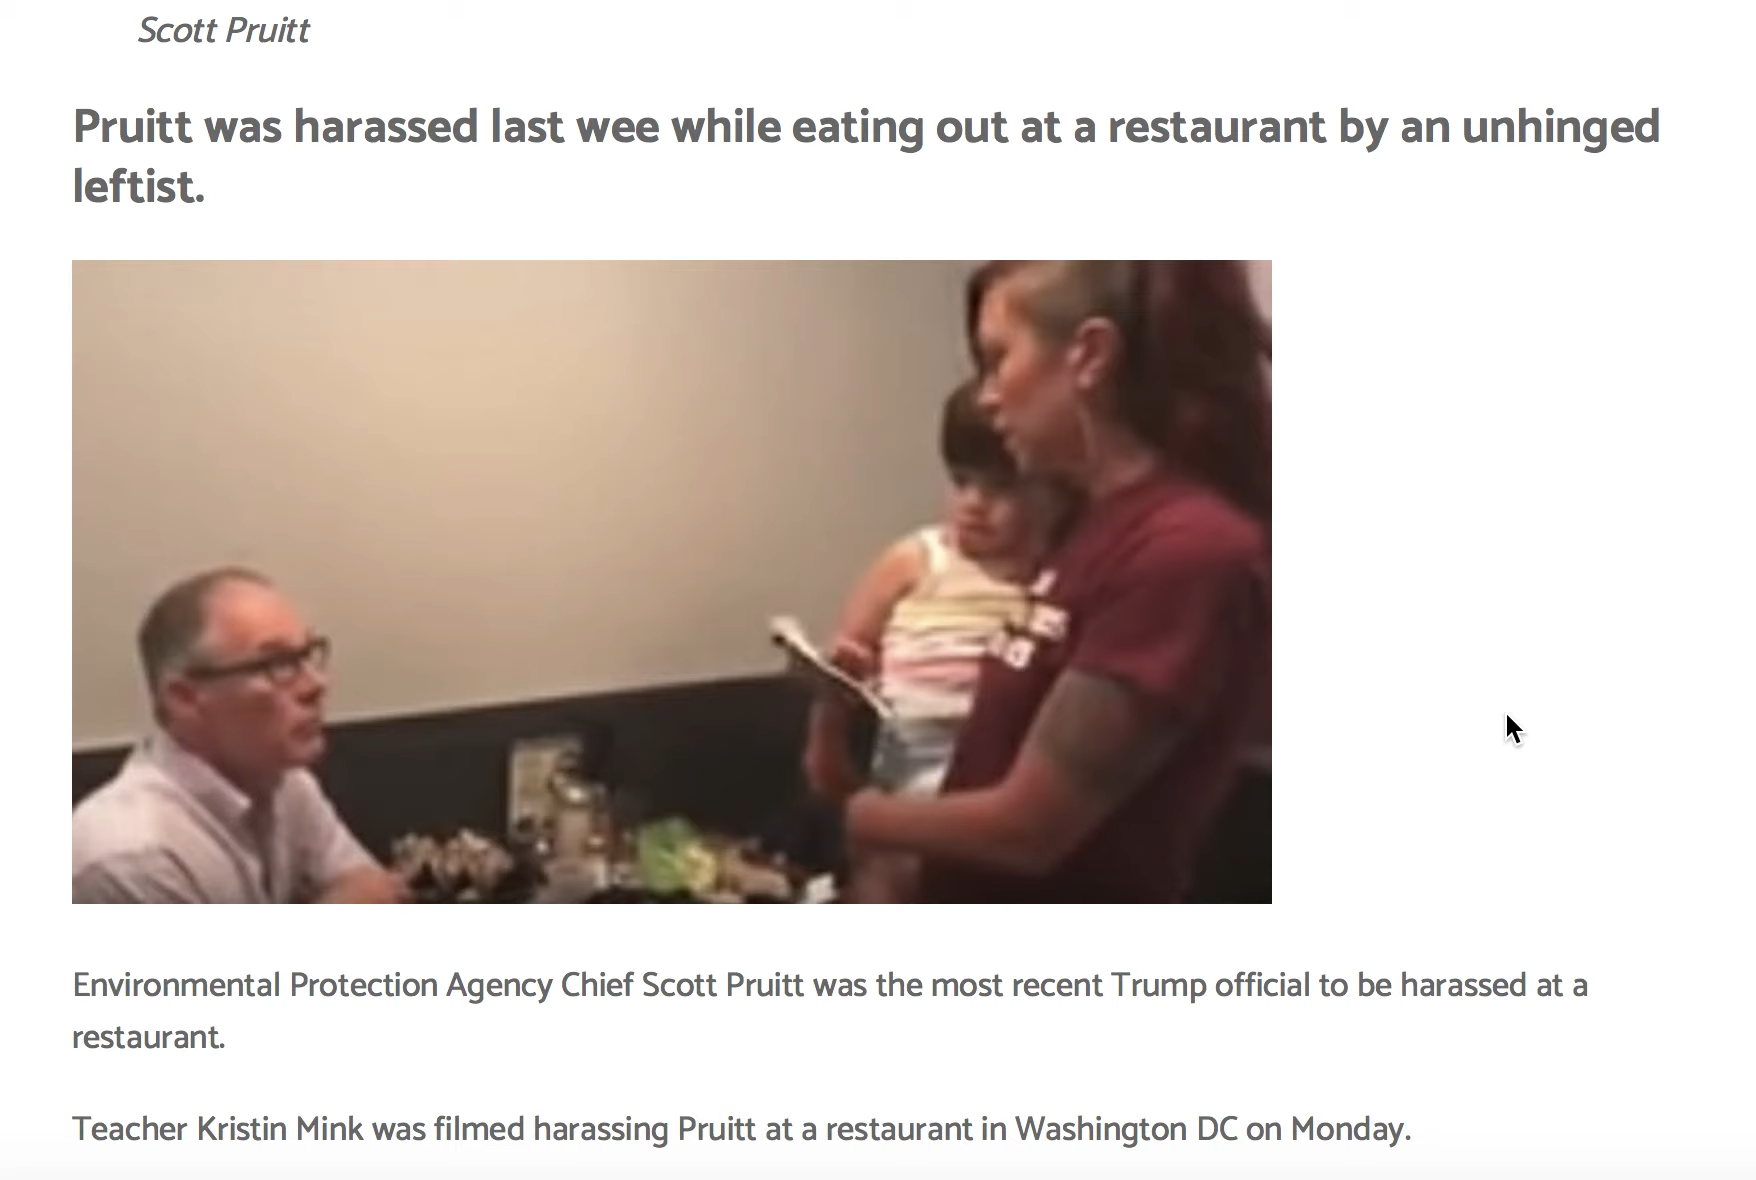 Scott Pruitt
Pruitt was harassed last wee while eating out at a restaurant by an unhinged
leftist.
Environmental Protection Agency Chief Scott Pruitt was the most recent Trump official to be harassed at a
restaurant.
Teacher Kristin Mink was filmed harassing Pruitt at a restaurant in Washington DC on Monday.